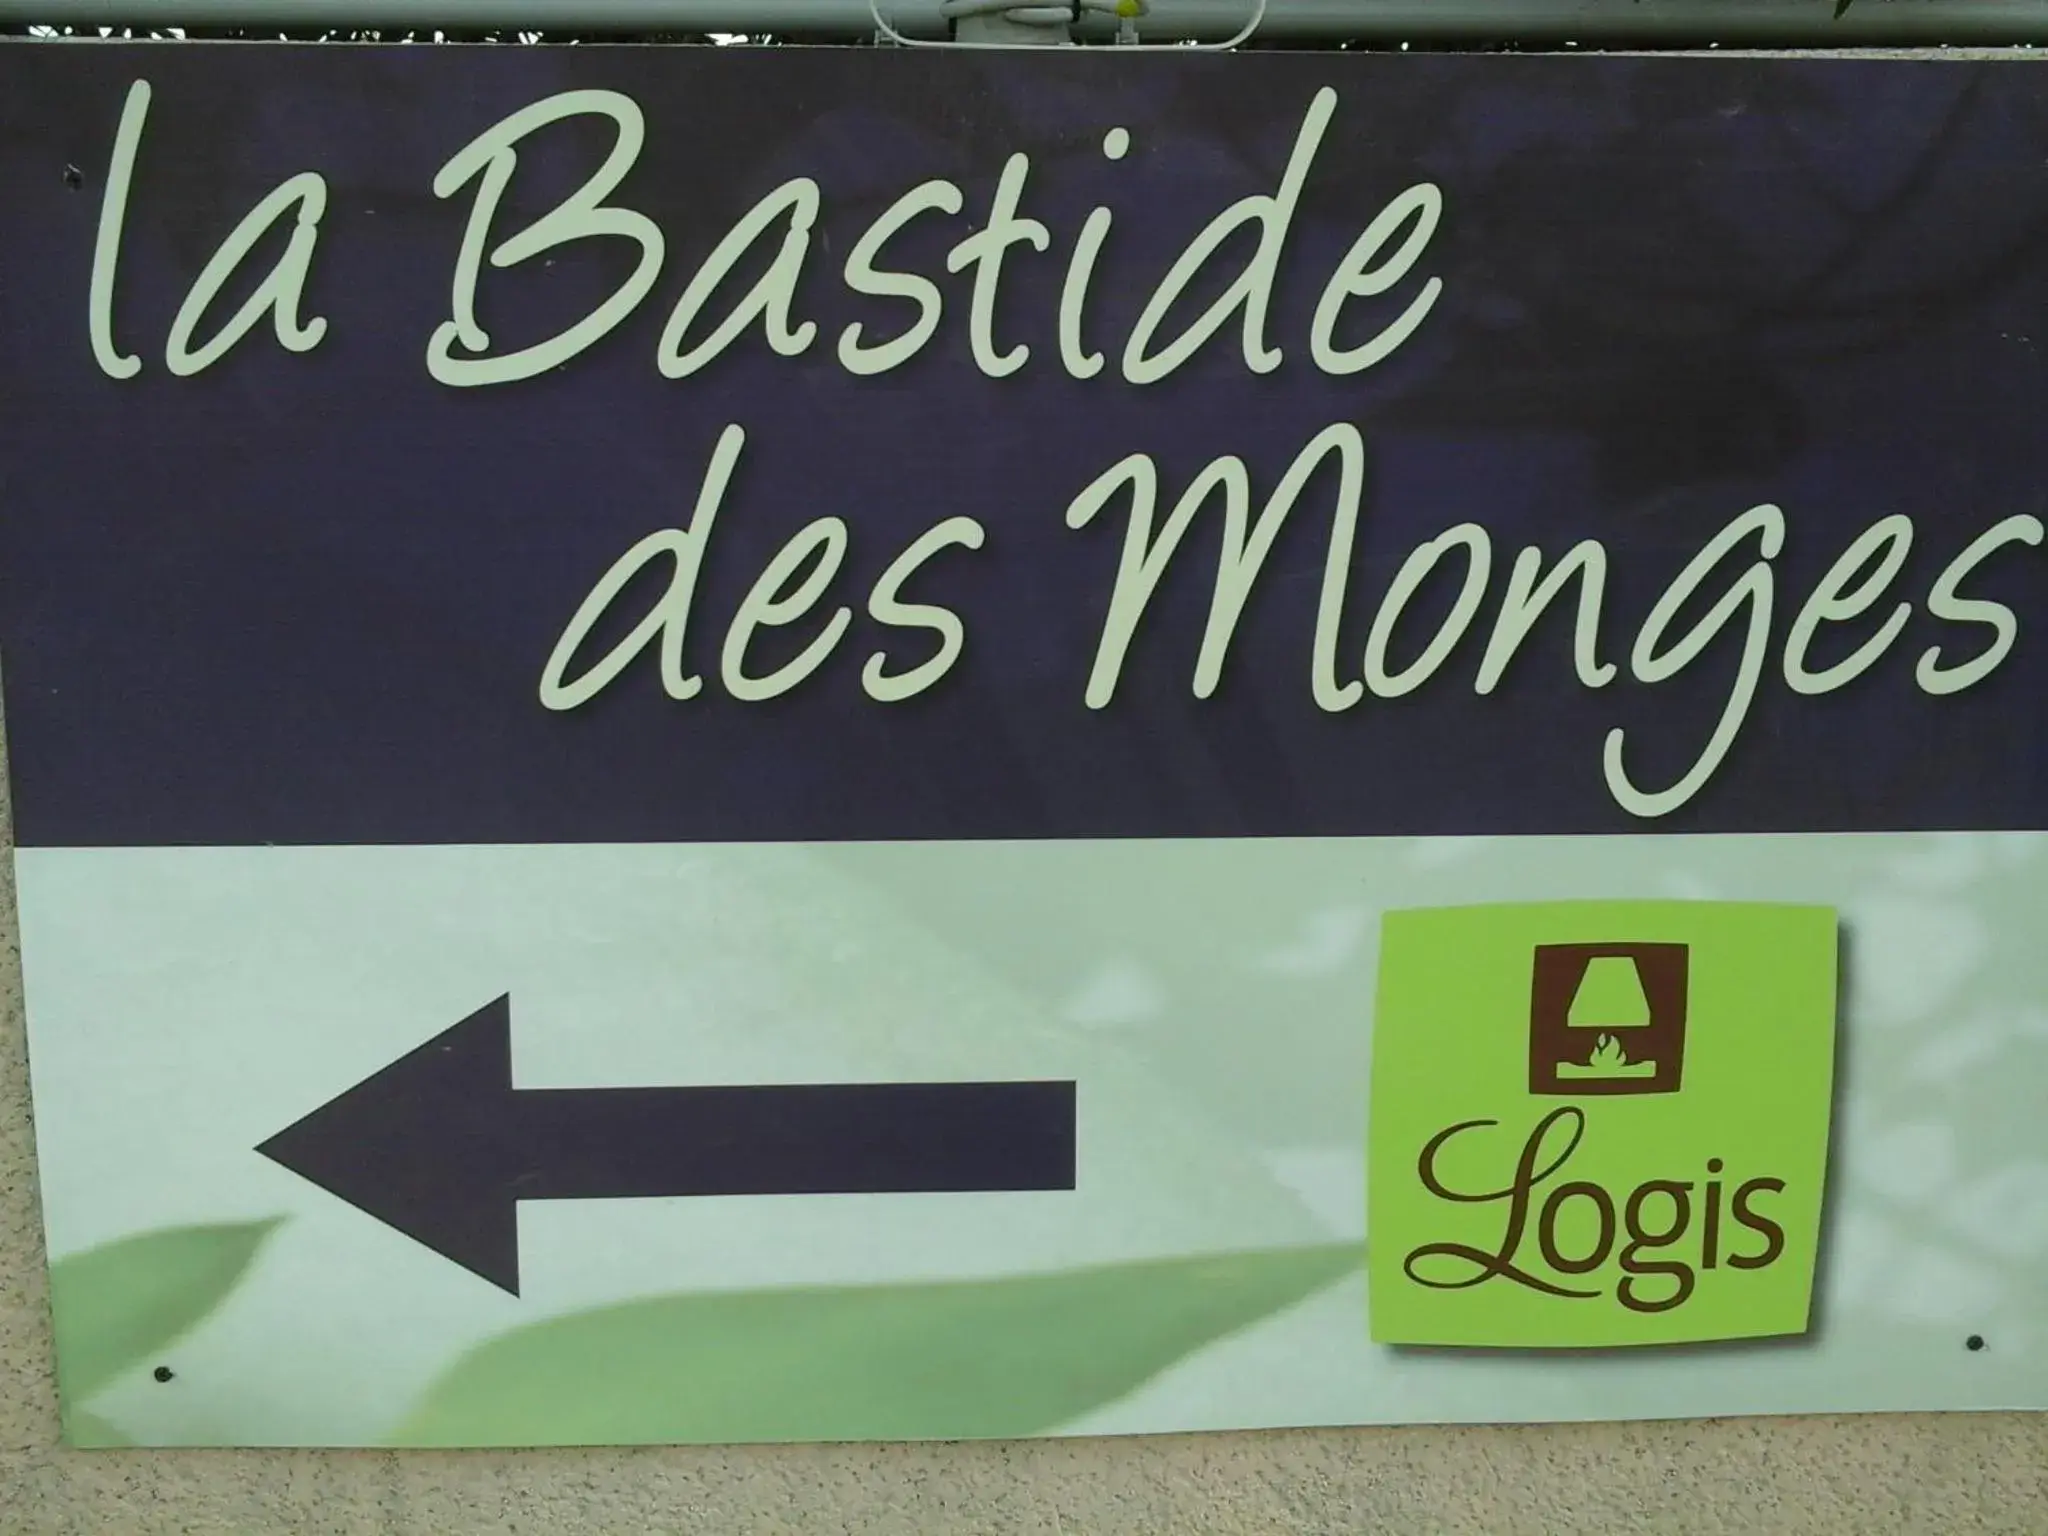 la Bastide
des Monges
Logis